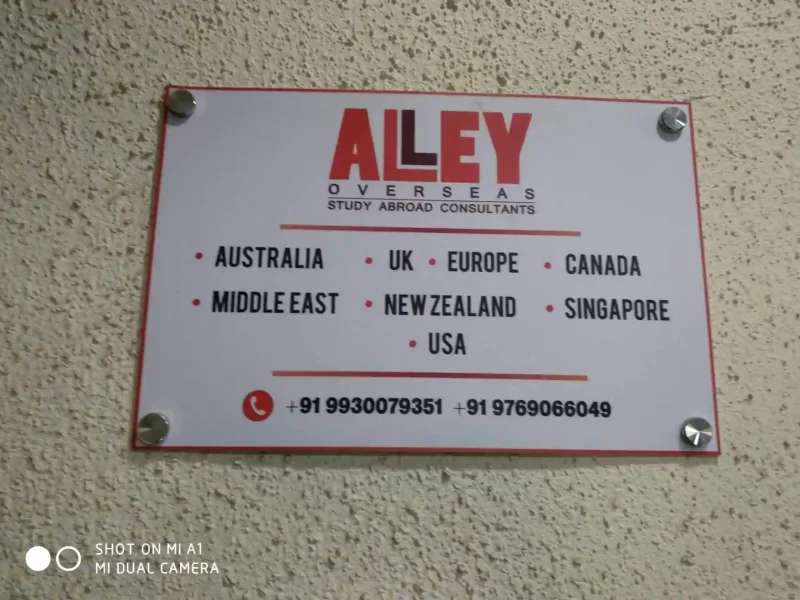 ALLEY
OVERSEAS
STUDY ABROAD CONSULTANTS
• AUSTRALIA • UK • EUROPE • CANADA
• MIDDLE EAST • NEW ZEALAND • SINGAPORE
• USA
+91 9930079351 +91 9769066049
SHOT ON MI A1
MI DUAL CAMERA